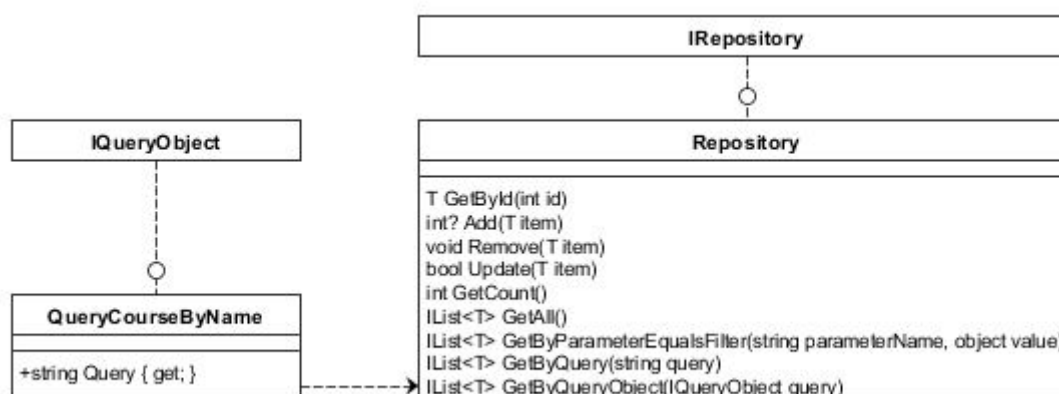 IRepository
IQueryObject
Repository
T GetById(int id)
int? Add(T item)
void Remove(T item)
bool Update(T item)
int GetCount()
IList<T> GetAll()
IList<T> GetByParameterEqualsFilter(string parameterName, object value)
IList<T> GetByQuery(string query)
IList<T> GetByQueryObject(IQueryObject query)
QueryCourseByName
+string Query { get; }